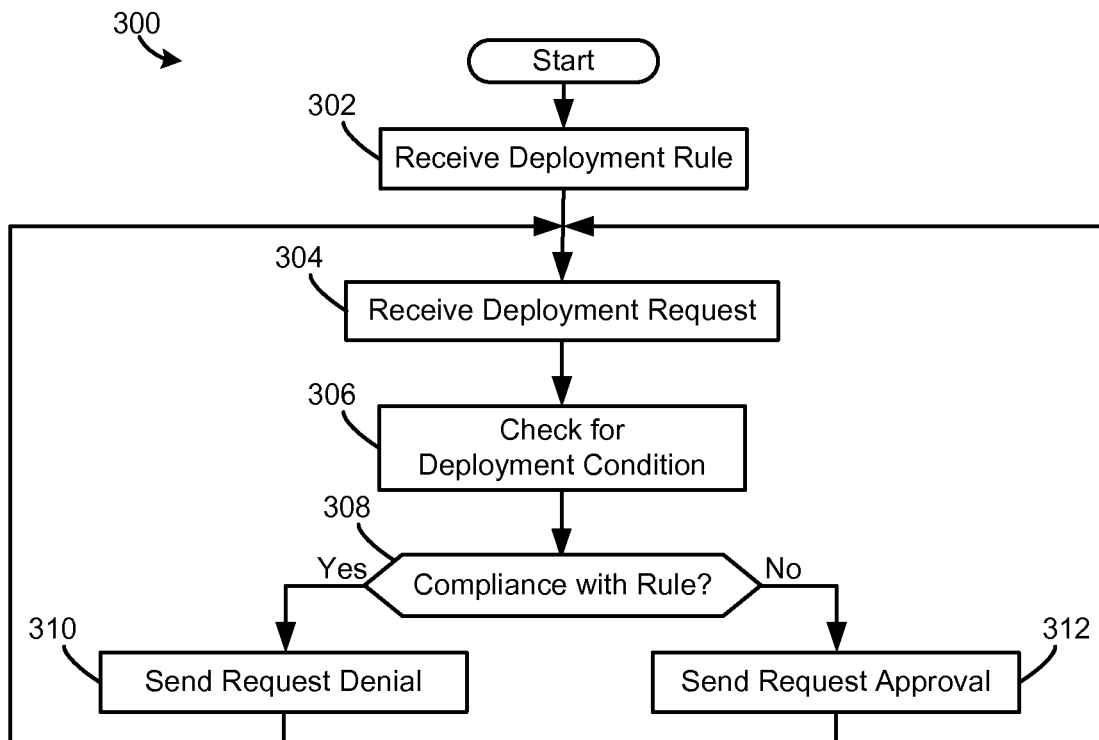 300
Start
302
Receive Deployment Rule
304
Receive Deployment Request
306
Check for
Deployment Condition
308
Yes
Compliance with Rule?
No
310
Send Request Denial
312
Send Request Approval